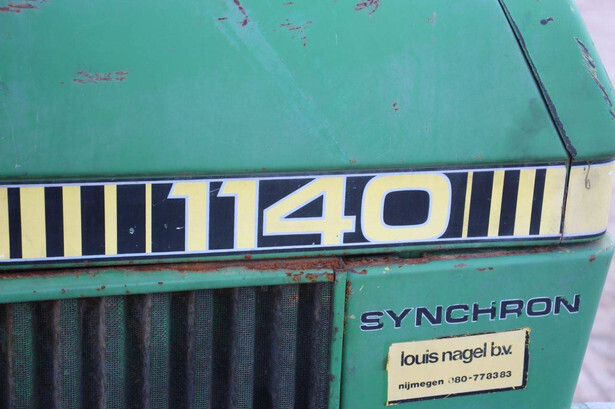 1140
SYNCHRON
louis nagel b.v.
nijmegen 080-778383